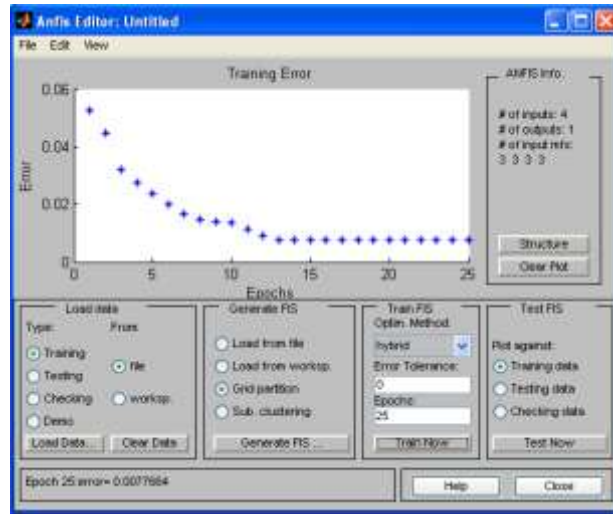 Anfis Editor: Untitled
File Edit View
Training Error
ANFIS Info.
0.06
0.04
0.02
0
Error
0 5 10 15 20 25
Epochs
# of inputs: 4
# of outputs: 1
# of input mfs:
3 3 3 3
Structure
Clear Plot
Load data
Type: From:
Training
Testing
Checking
Demo
file
worksp.
Load Data... Clear Data
Generate FIS
Load from file
Load from worksp.
Grid partition
Sub. clustering
Generate FIS ...
Train FIS
Optim. Method:
hybrid
Error Tolerance:
0
Epochs:
25
Train Now
Test FIS
Plot against:
Training data
Testing data
Checking data
Test Now
Epoch 25:error= 0.0077664
Help Close